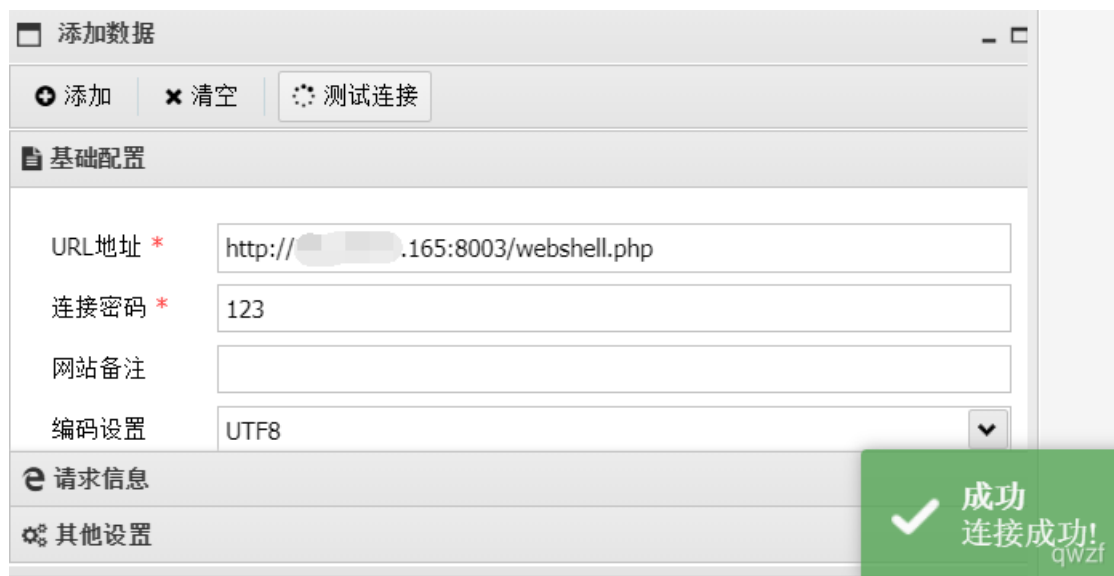 添加数据
添加 清空 测试连接
基础配置
URL地址 * http:// .165:8003/webshell.php
连接密码 * 123
网站备注
编码设置 UTF8
请求信息
其他设置
成功
连接成功!
qwzf